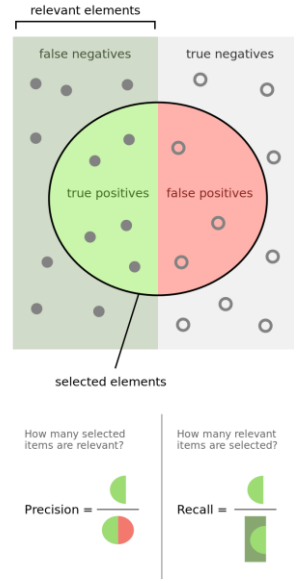 relevant elements
false negatives
true negatives
true positives
false positives
selected elements
How many selected
items are relevant?
How many relevant
items are selected?
Precision =
Recall =